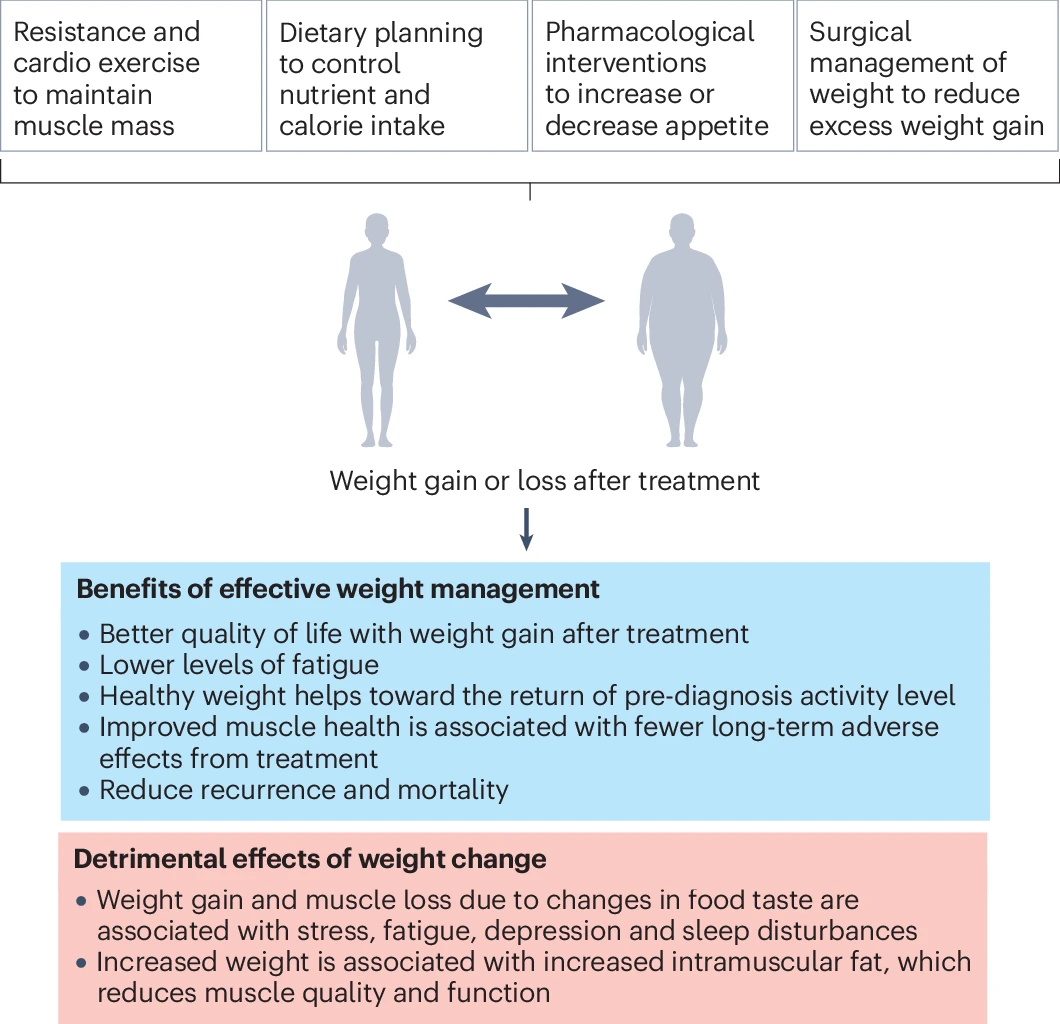 Resistance and
cardio exercise
to maintain
muscle mass
Dietary planning
to control
nutrient and
calorie intake
Pharmacological
interventions
to increase or
decrease appetite
Surgical
management of
weight to reduce
excess weight gain
Weight gain or loss after treatment
Benefits of effective weight management
• Better quality of life with weight gain after treatment
• Lower levels of fatigue
• Healthy weight helps toward the return of pre-diagnosis activity level
• Improved muscle health is associated with fewer long-term adverse
effects from treatment
• Reduce recurrence and mortality
Detrimental effects of weight change
• Weight gain and muscle loss due to changes in food taste are
associated with stress, fatigue, depression and sleep disturbances
• Increased weight is associated with increased intramuscular fat, which
reduces muscle quality and function